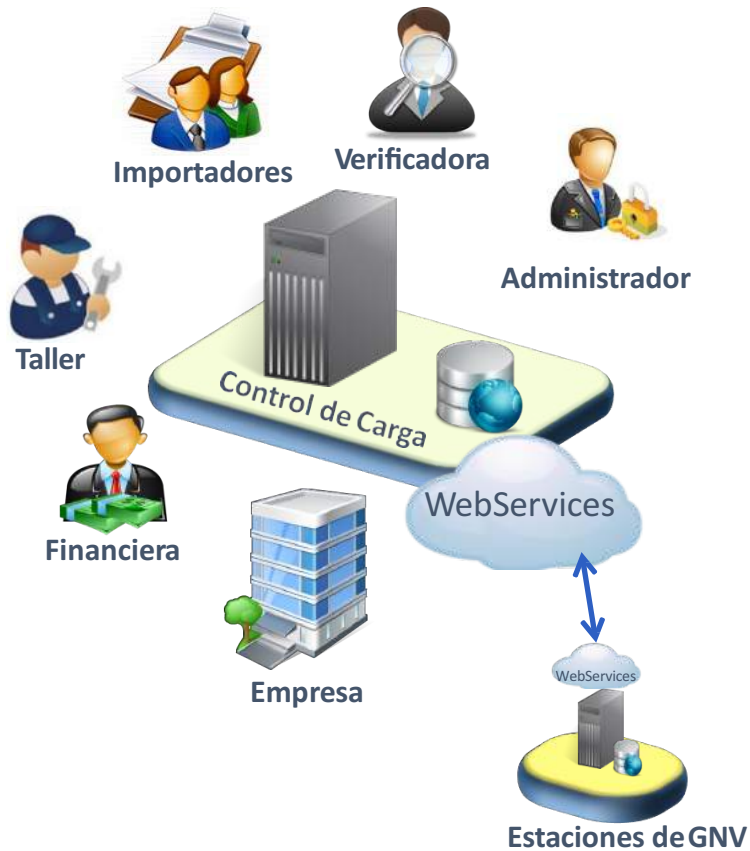 Importadores
Verificadora
Administrador
Taller
Control de Carga
WebServices
Financiera
Empresa
WebServices
Estaciones de GNV